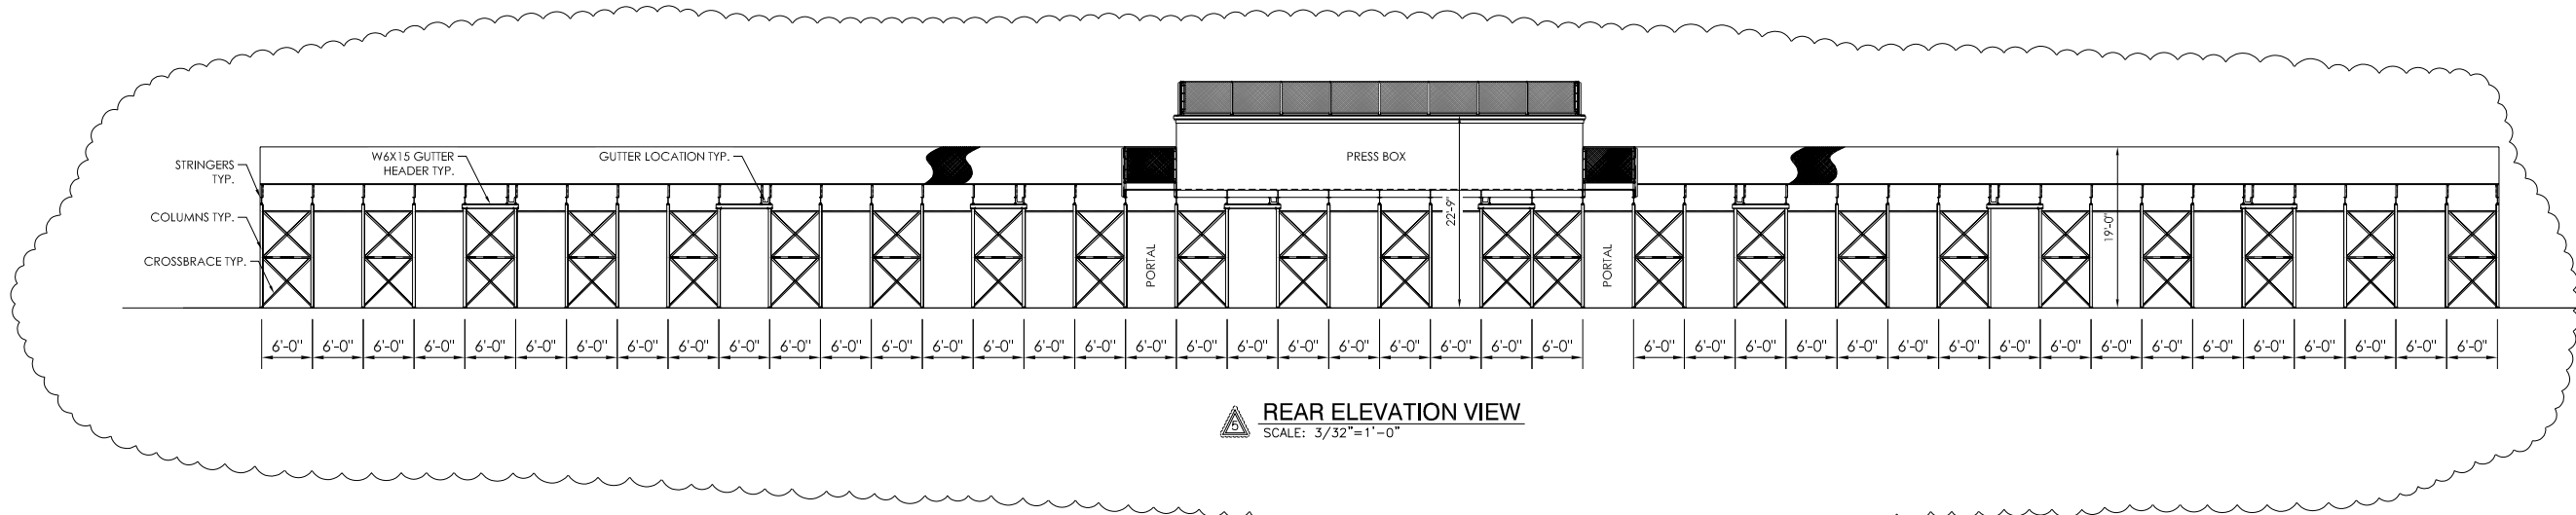 PRESS BOX
STRINGERS
TYP.
W6X15 GUTTER
HEADER TYP.
GUTTER LOCATION TYP.
COLUMNS TYP.
CROSSBRACE TYP.
PORTAL
22'-9"
PORTAL
19'-0"
6'-0" 6'-0" 6'-0" 6'-0" 6'-0" 6'-0" 6'-0" 6'-0" 6'-0" 6'-0" 6'-0" 6'-0" 6'-0" 6'-0" 6'-0" 6'-0" 6'-0" 6'-0" 6'-0" 6'-0" 6'-0" 6'-0" 6'-0" 6'-0" 6'-0" 6'-0" 6'-0" 6'-0" 6'-0" 6'-0" 6'-0" 6'-0" 6'-0" 6'-0" 6'-0" 6'-0" 6'-0" 6'-0" 6'-0" 6'-0" 6'-0" 6'-0" 6'-0"
5
REAR ELEVATION VIEW
SCALE: 3/32"=1'-0"